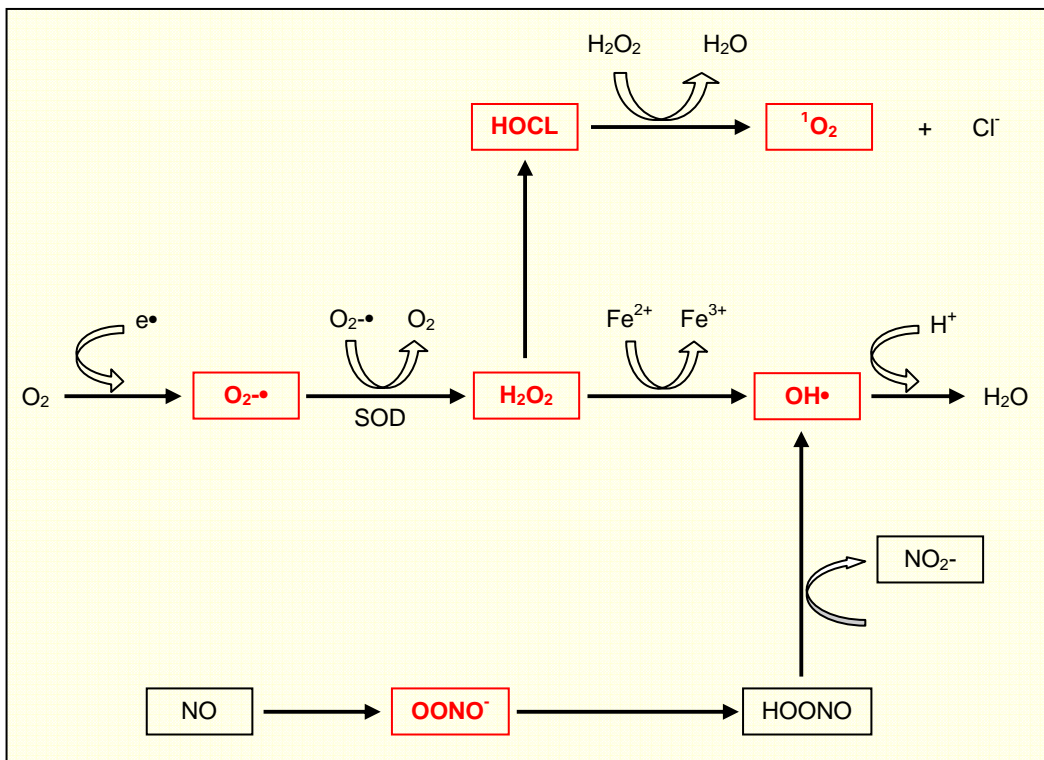 H₂O₂ H₂O
HOCL ¹O₂ + Cl⁻
e• O₂-• O₂ Fe²⁺ Fe³⁺ H⁺
O₂ O₂-• SOD H₂O₂ OH• H₂O
NO₂-
NO OONO⁻ HOONO